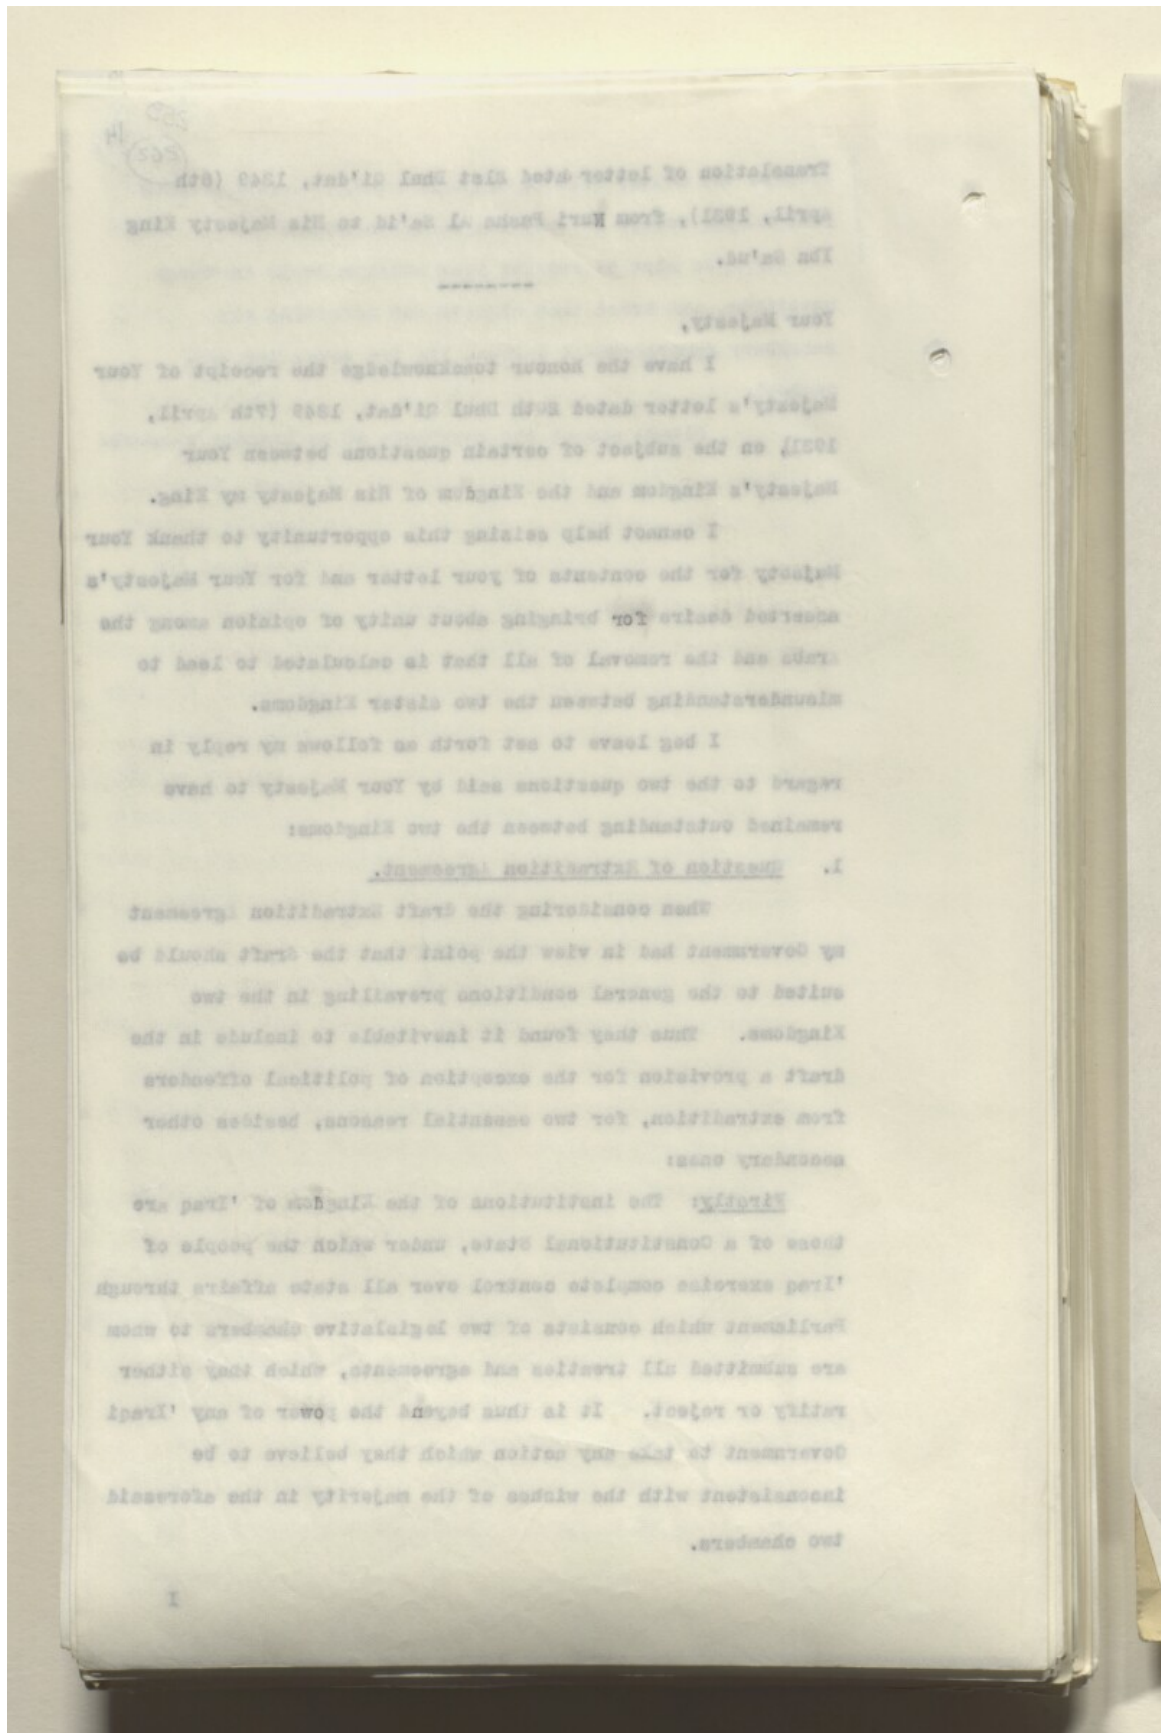 Translation of letter dated 21st Dhul Qi'dat, 1349 (8th
April, 1931), from Nuri Pasha al Sa'id to His Majesty King
Ibn Sa'ud.
--------
Your Majesty,
I have the honour toacknowledge the receipt of Your
Majesty's letter dated 20th Dhul Qi'dat, 1349 (7th April,
1931) on the subject of certain questions between Your
Majesty's Kingdom and the Kingdom of His Majesty my King.
I cannot help seizing this opportunity to thank Your
Majesty for the contents of your letter and for Your Majesty's
asserted desire for bringing about unity of opinion among the
Arabs and the removal of all that is calculated to lead to
misunderstanding between the two sister Kingdoms.
I beg leave to set forth as follows my reply in
regard to the two questions said by Your Majesty to have
remained outstanding between the two Kingdoms:
1. Question of Extradition Agreement.
When considering the draft Extradition Agreement
my Government had in view the point that the draft should be
suited to the general conditions prevailing in the two
Kingdoms. Thus they found it inevitable to include in the
draft a provision for the exception of political offenders
from extradition, for two essential reasons, besides other
secondary ones:
Firstly: The institutions of the Kingdom of 'Iraq are
those of a Constitutional State, under which the people of
'Iraq exercise complete control over all state affairs through
Parliament which consists of two legislative chambers to whom
are submitted all treaties and agreements, which they either
ratify or reject. It is thus beyond the power of any 'Iraqi
Government to take any action which they believe to be
inconsistent with the wishes of the majority in the aforesaid
two chambers.
I